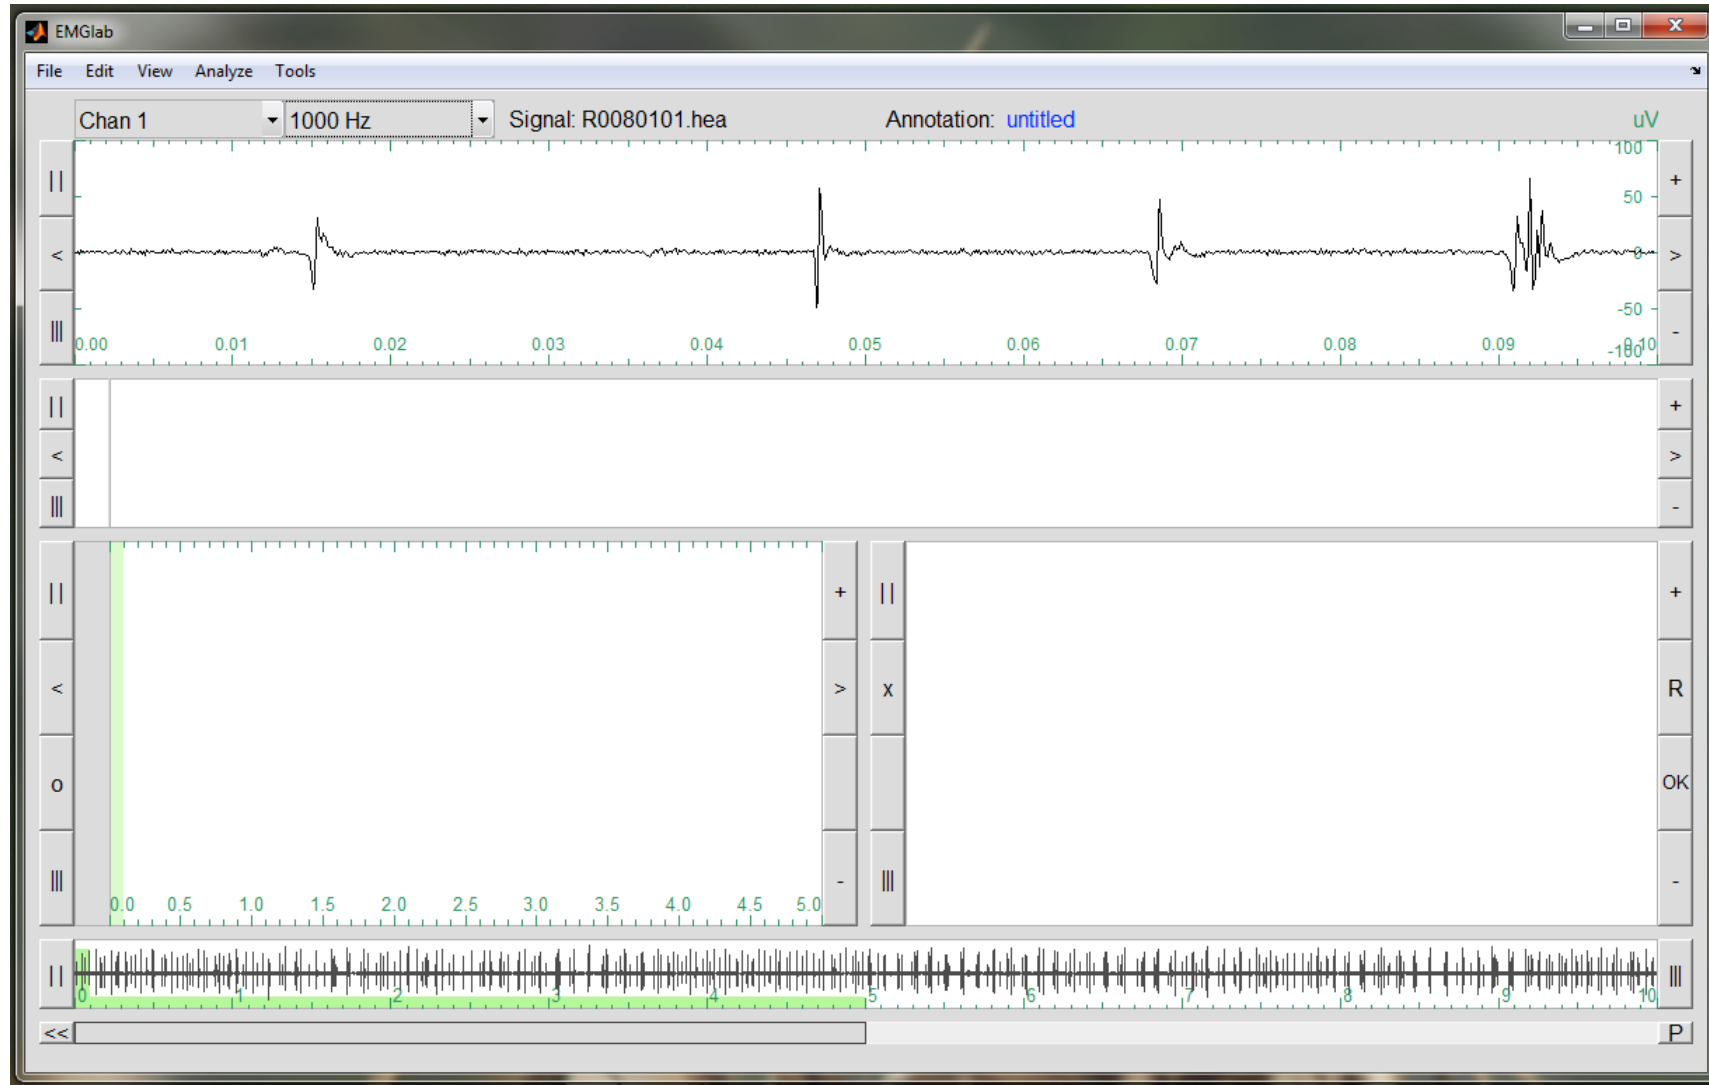 EMGlab
File Edit View Analyze Tools
Chan 1 1000 Hz Signal: R0080101.hea Annotation: untitled uV
100
|| +
50
< 0 >
-50
||| -
0.00 0.01 0.02 0.03 0.04 0.05 0.06 0.07 0.08 0.09 0.10
-100
|| +
< >
||| -
|| + || +
< > x R
o OK
||| - ||| -
0.0 0.5 1.0 1.5 2.0 2.5 3.0 3.5 4.0 4.5 5.0
|| |||
0 1 2 3 4 5 6 7 8 9 10
<< P